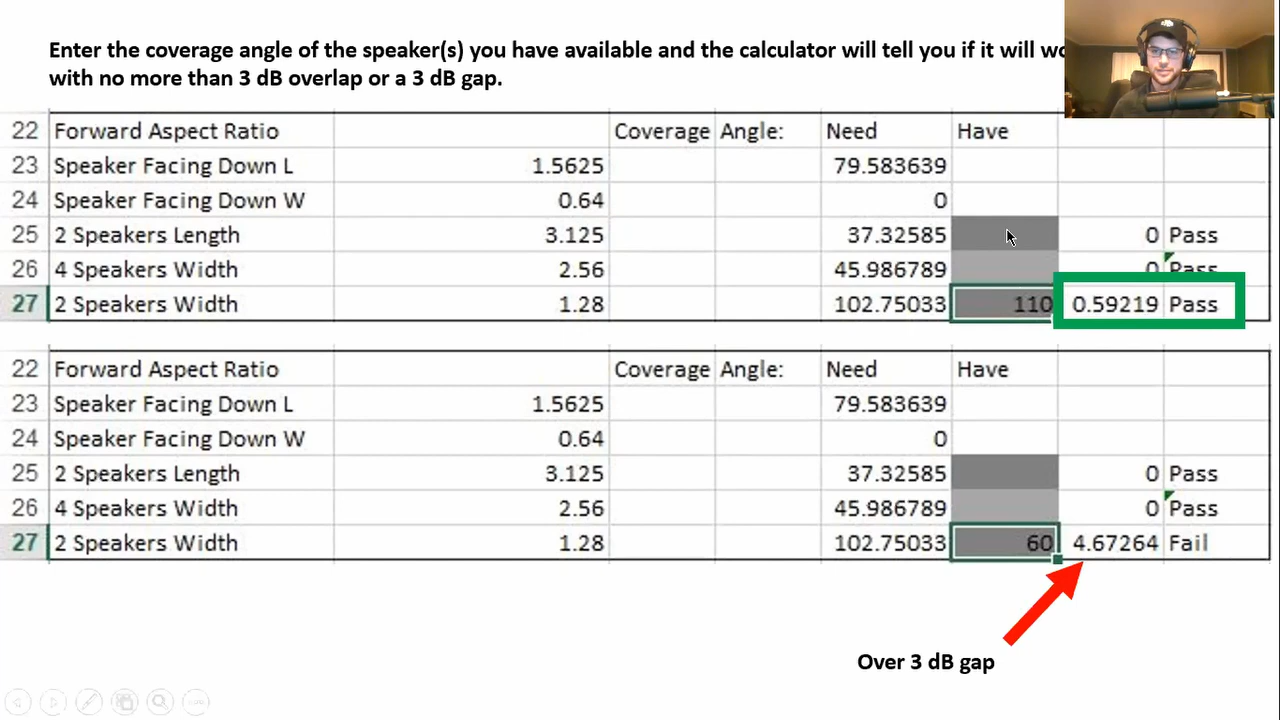 Enter the coverage angle of the speaker(s) you have available and the calculator will tell you if it will
with no more than 3 dB overlap or a 3 dB gap.
22 Forward Aspect Ratio Coverage Angle: Need Have
23 Speaker Facing Down L 1.5625 79.583639
24 Speaker Facing Down W 0.64 0
25 2 Speakers Length 3.125 37.32585 0 Pass
26 4 Speakers Width 2.56 45.986789 0 Pass
27 2 Speakers Width 1.28 102.75033 110 0.59219 Pass
22 Forward Aspect Ratio Coverage Angle: Need Have
23 Speaker Facing Down L 1.5625 79.583639
24 Speaker Facing Down W 0.64 0
25 2 Speakers Length 3.125 37.32585 0 Pass
26 4 Speakers Width 2.56 45.986789 0 Pass
27 2 Speakers Width 1.28 102.75033 60 4.67264 Fail
Over 3 dB gap